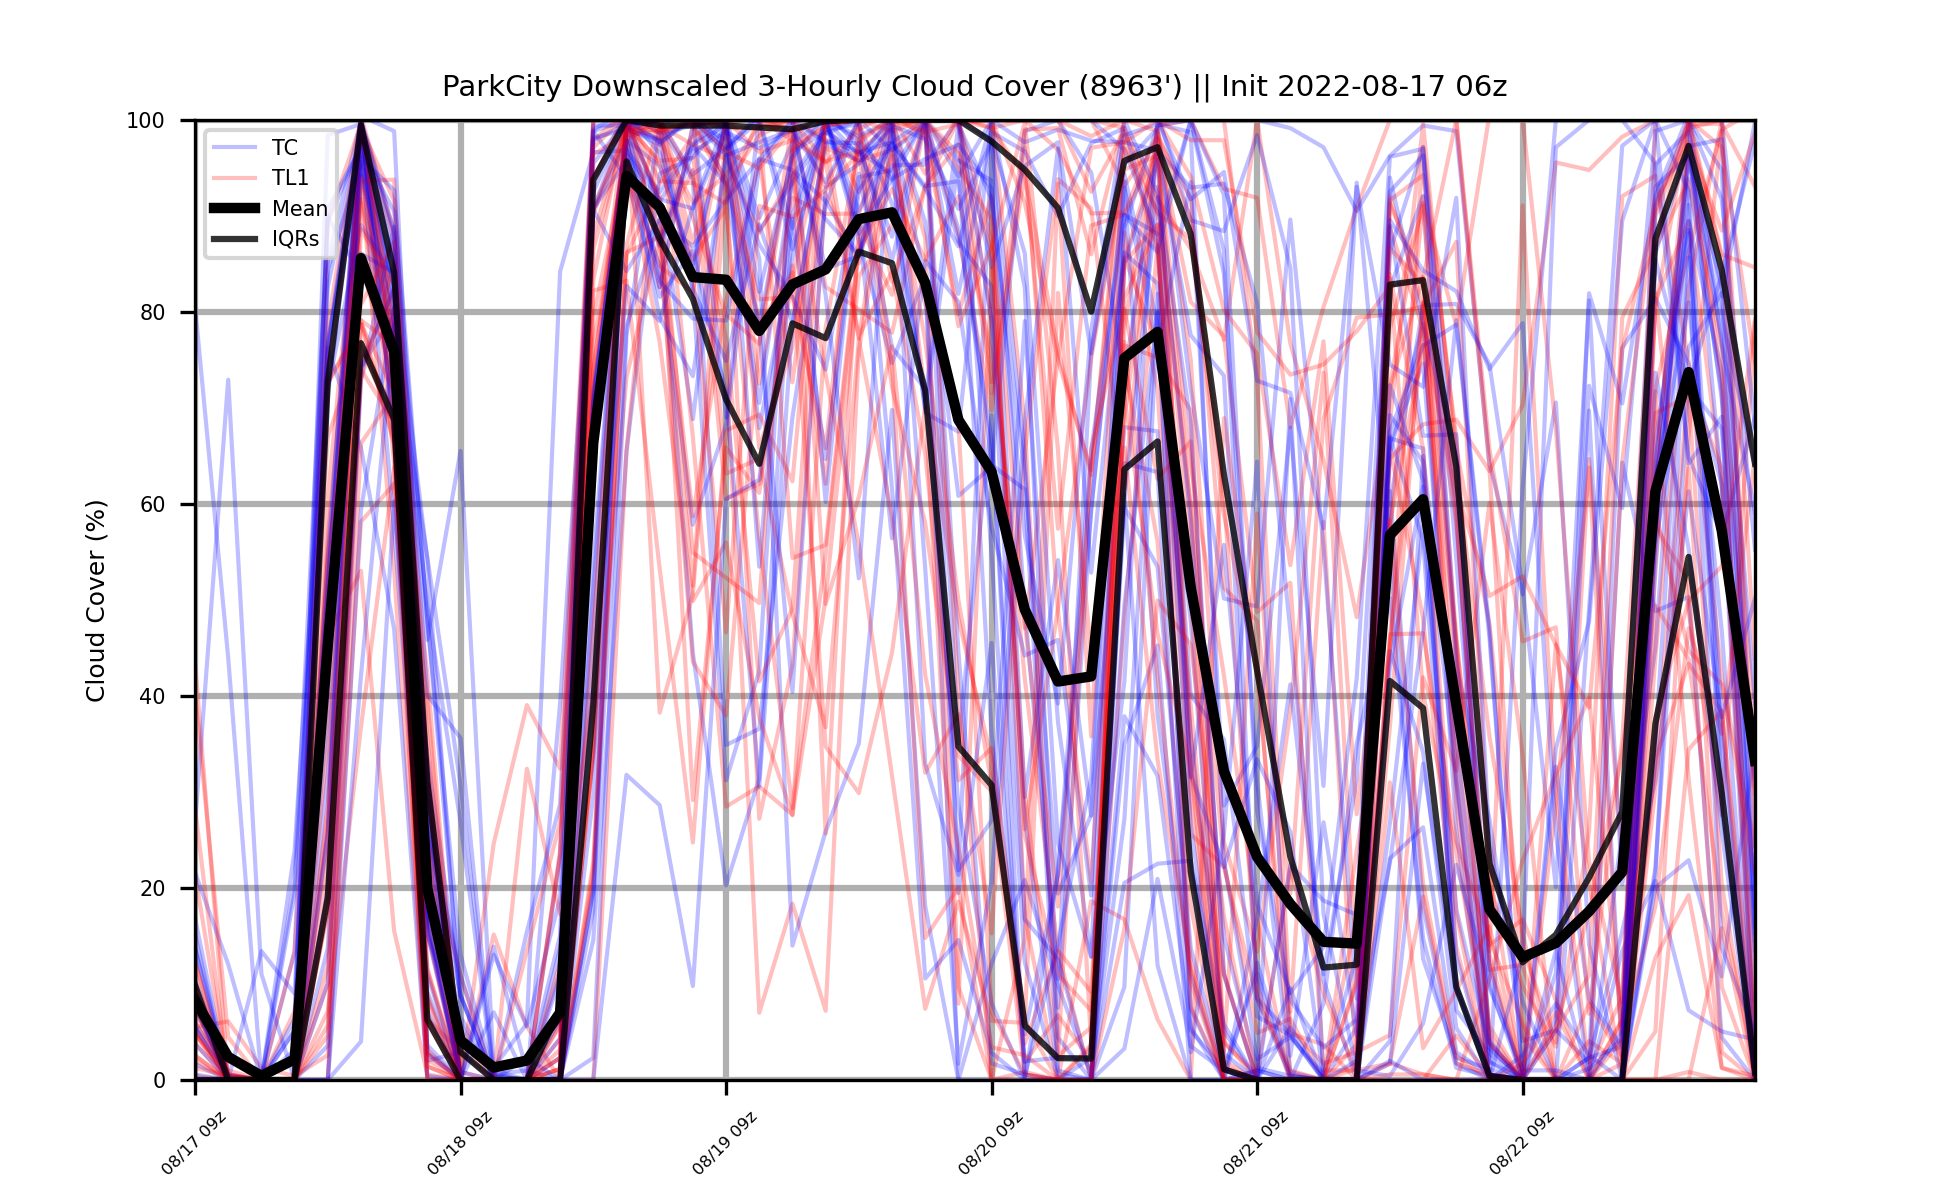 ParkCity Downscaled 3-Hourly Cloud Cover (8963') || Init 2022-08-17 06z
100
80
60
40
20
0
Cloud Cover (%)
TC
TL1
Mean
IQRs
08/17 09z
08/18 09z
08/19 09z
08/20 09z
08/21 09z
08/22 09z